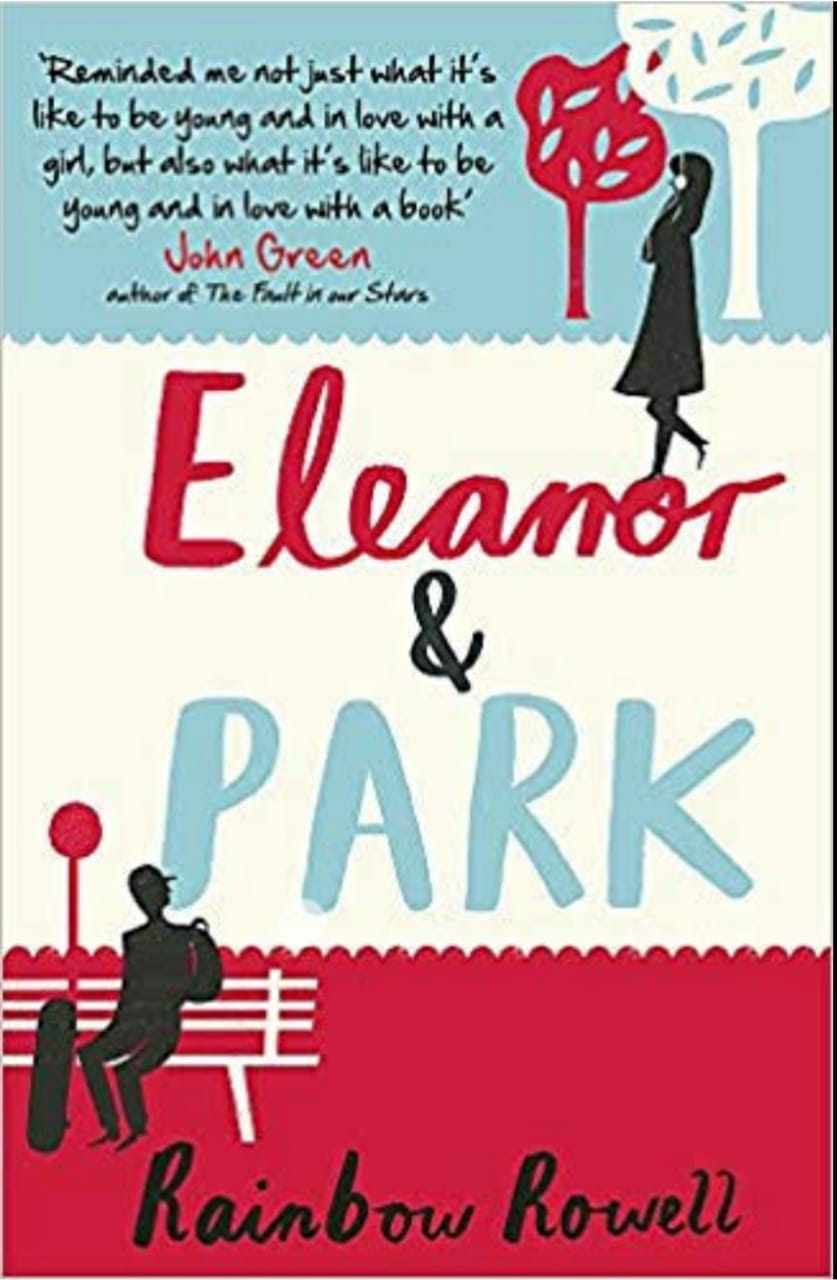 'Reminded me not just what it's
like to be young and in love with a
girl, but also what it's like to be
young and in love with a book'
John Green
author of The Fault in our Stars
Eleanor
&
PARK
Rainbow Rowell